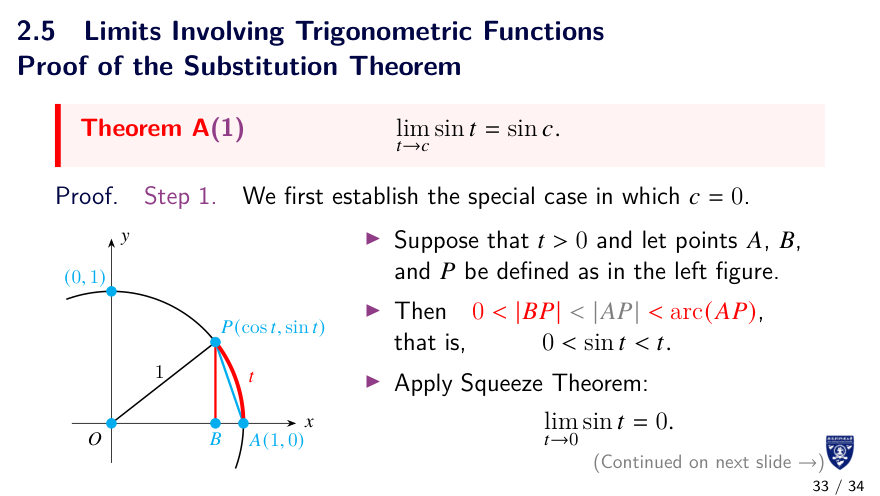 2.5 Limits Involving Trigonometric Functions
Proof of the Substitution Theorem
Theorem A(1) lim sin t = sin c.
t→c
Proof. Step 1. We first establish the special case in which c = 0.
y
(0, 1)
P(cos t, sin t)
1
t
x
O
B
A(1, 0)
▶ Suppose that t > 0 and let points A, B,
and P be defined as in the left figure.
▶ Then 0 < |BP| < |AP| < arc(AP),
that is, 0 < sin t < t.
▶ Apply Squeeze Theorem:
lim sin t = 0.
t→0
(Continued on next slide →)
33 / 34